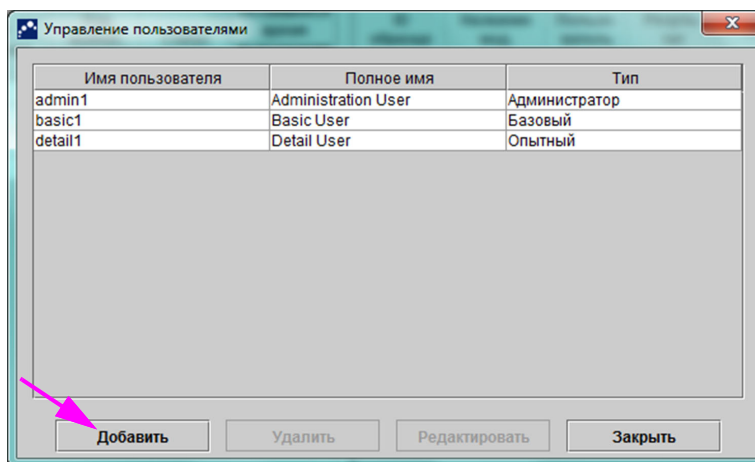 Управление пользователями
Имя пользователя Полное имя Тип
admin1 Administration User Администратор
basic1 Basic User Базовый
detail1 Detail User Опытный
Добавить Удалить Редактировать Закрыть